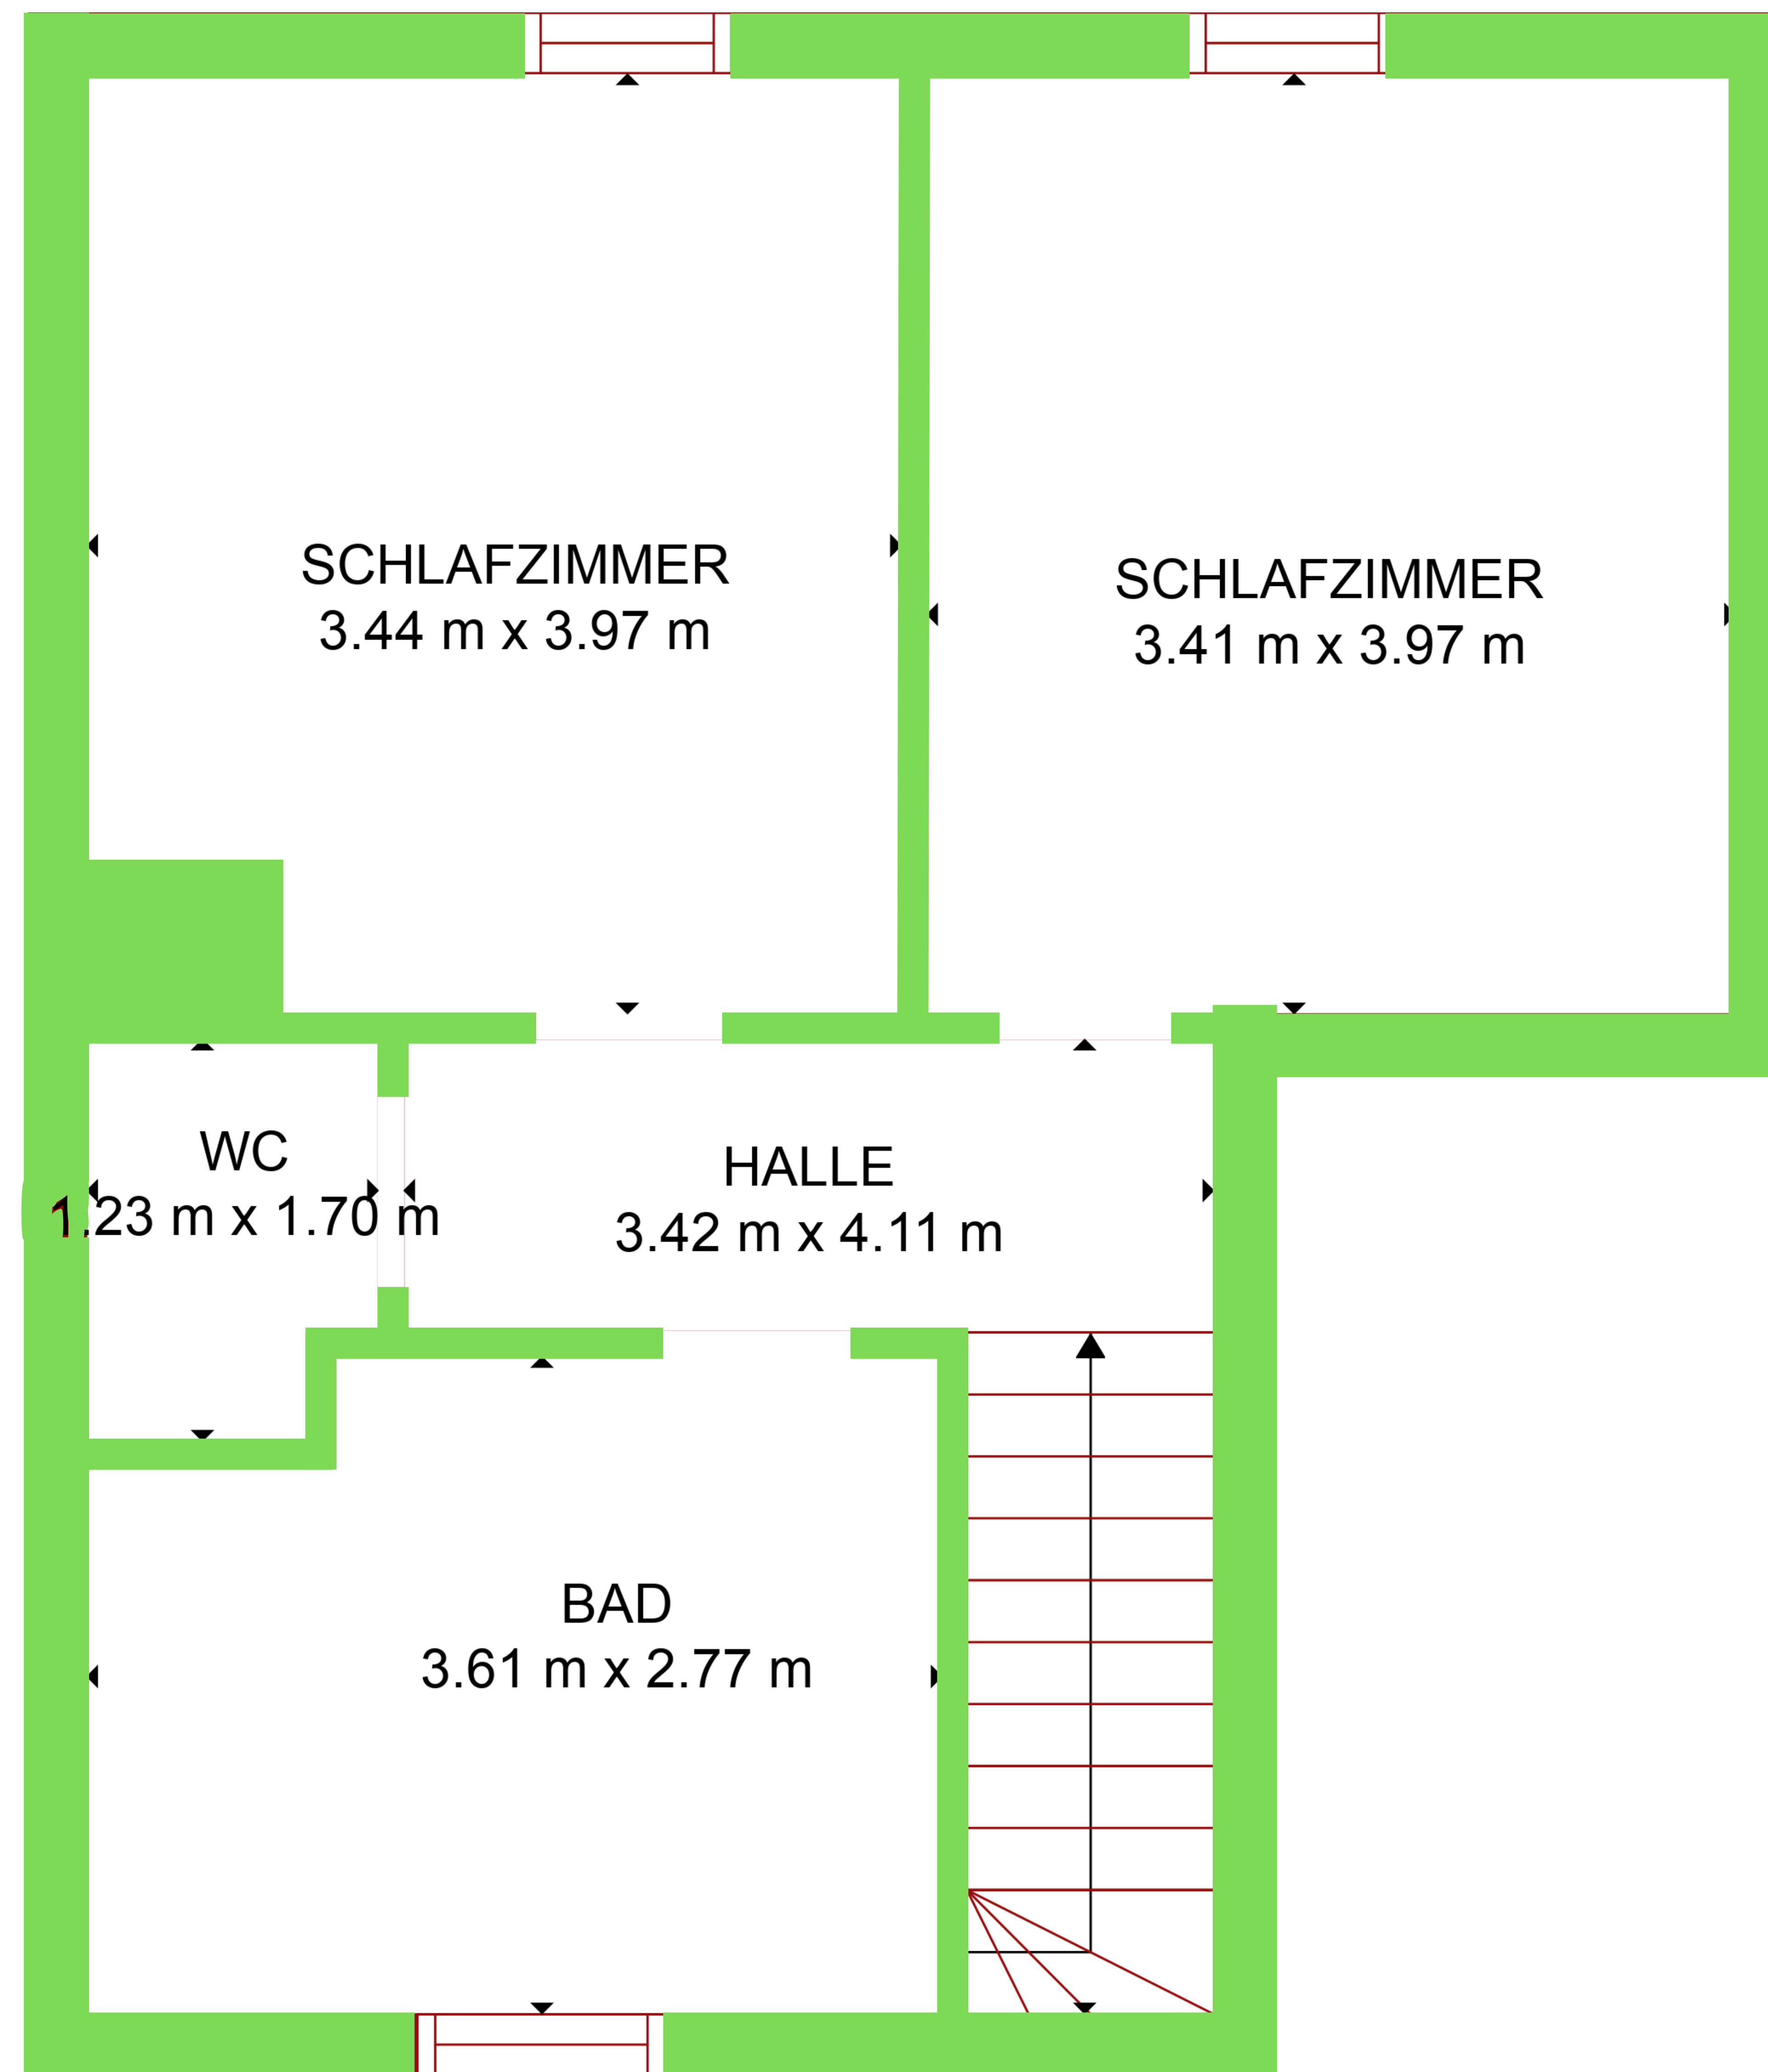 SCHLAFZIMMER
3.44 m x 3.97 m
SCHLAFZIMMER
3.41 m x 3.97 m
WC
1.23 m x 1.70 m
HALLE
3.42 m x 4.11 m
BAD
3.61 m x 2.77 m